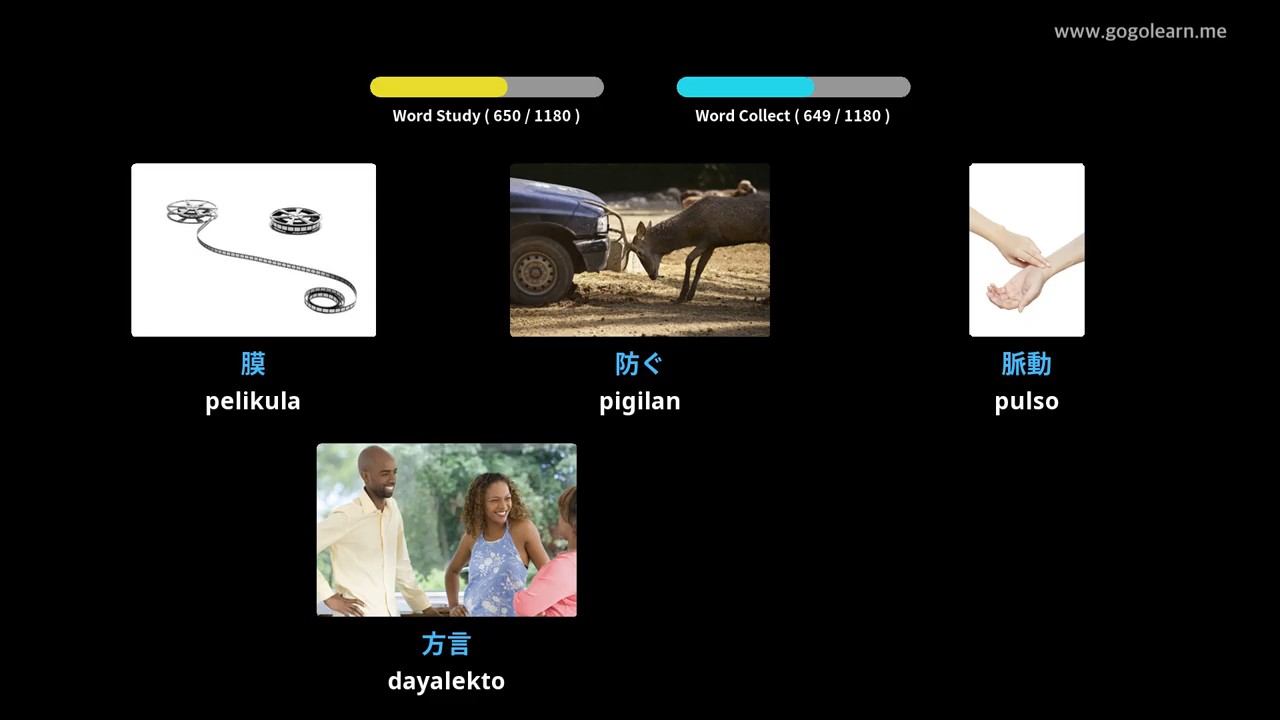 www.gogolearn.me
Word Study ( 650 / 1180 )
Word Collect ( 649 / 1180 )
膜
pelikula
防ぐ
pigilan
脈動
pulso
方言
dayalekto